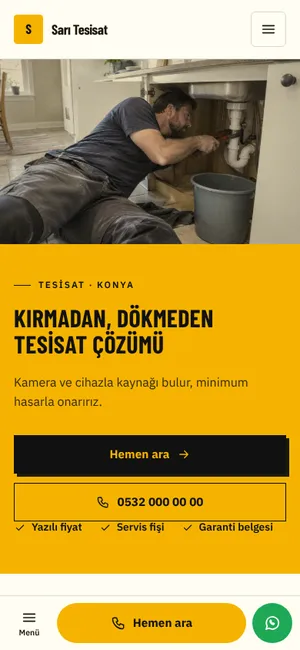 S
Sarı Tesisat
TESİSAT · KONYA
KIRMADAN, DÖKMEDEN
TESİSAT ÇÖZÜMÜ
Kamera ve cihazla kaynağı bulur, minimum
hasarla onarırız.
Hemen ara →
0532 000 00 00
Yazılı fiyat Servis fişi Garanti belgesi
Menü
Hemen ara